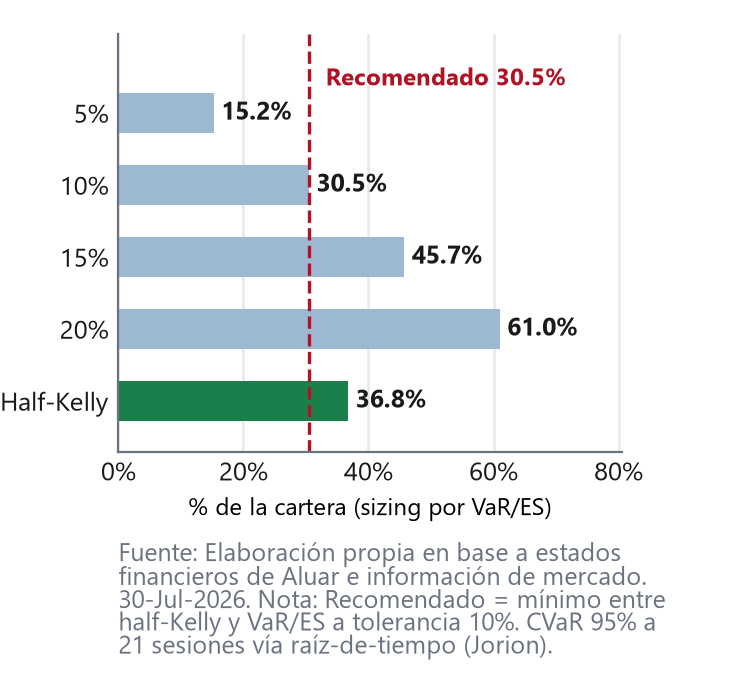 Recomendado 30.5%
5% 15.2%
10% 30.5%
15% 45.7%
20% 61.0%
Half-Kelly 36.8%
0% 20% 40% 60% 80%
% de la cartera (sizing por VaR/ES)
Fuente: Elaboración propia en base a estados
financieros de Aluar e información de mercado.
30-Jul-2026. Nota: Recomendado = mínimo entre
half-Kelly y VaR/ES a tolerancia 10%. CVaR 95% a
21 sesiones vía raíz-de-tiempo (Jorion).